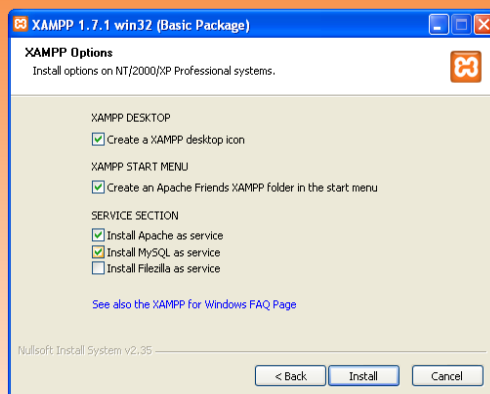 XAMPP 1.7.1 win32 (Basic Package)
XAMPP Options
Install options on NT/2000/XP Professional systems.
XAMPP DESKTOP
Create a XAMPP desktop icon
XAMPP START MENU
Create an Apache Friends XAMPP folder in the start menu
SERVICE SECTION
Install Apache as service
Install MySQL as service
Install Filezilla as service
See also the XAMPP for Windows FAQ Page
Nullsoft Install System v2.35
< Back Install Cancel